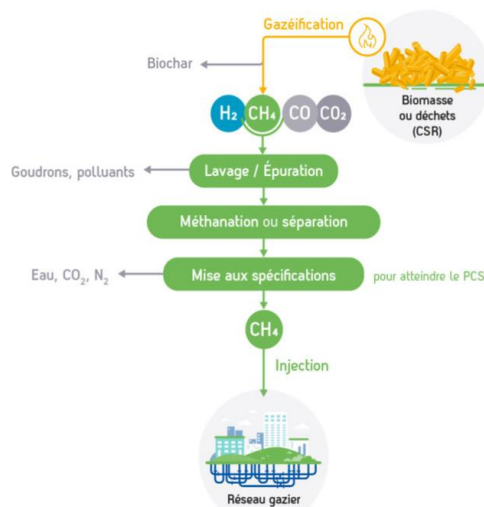 Gazéification
Biochar
Biomasse
ou déchets
(CSR)
H₂ CH₄ CO CO₂
Goudrons, polluants
Lavage / Épuration
Méthanation ou séparation
Eau, CO₂, N₂
Mise aux spécifications
pour atteindre le PCS
CH₄
Injection
Réseau gazier